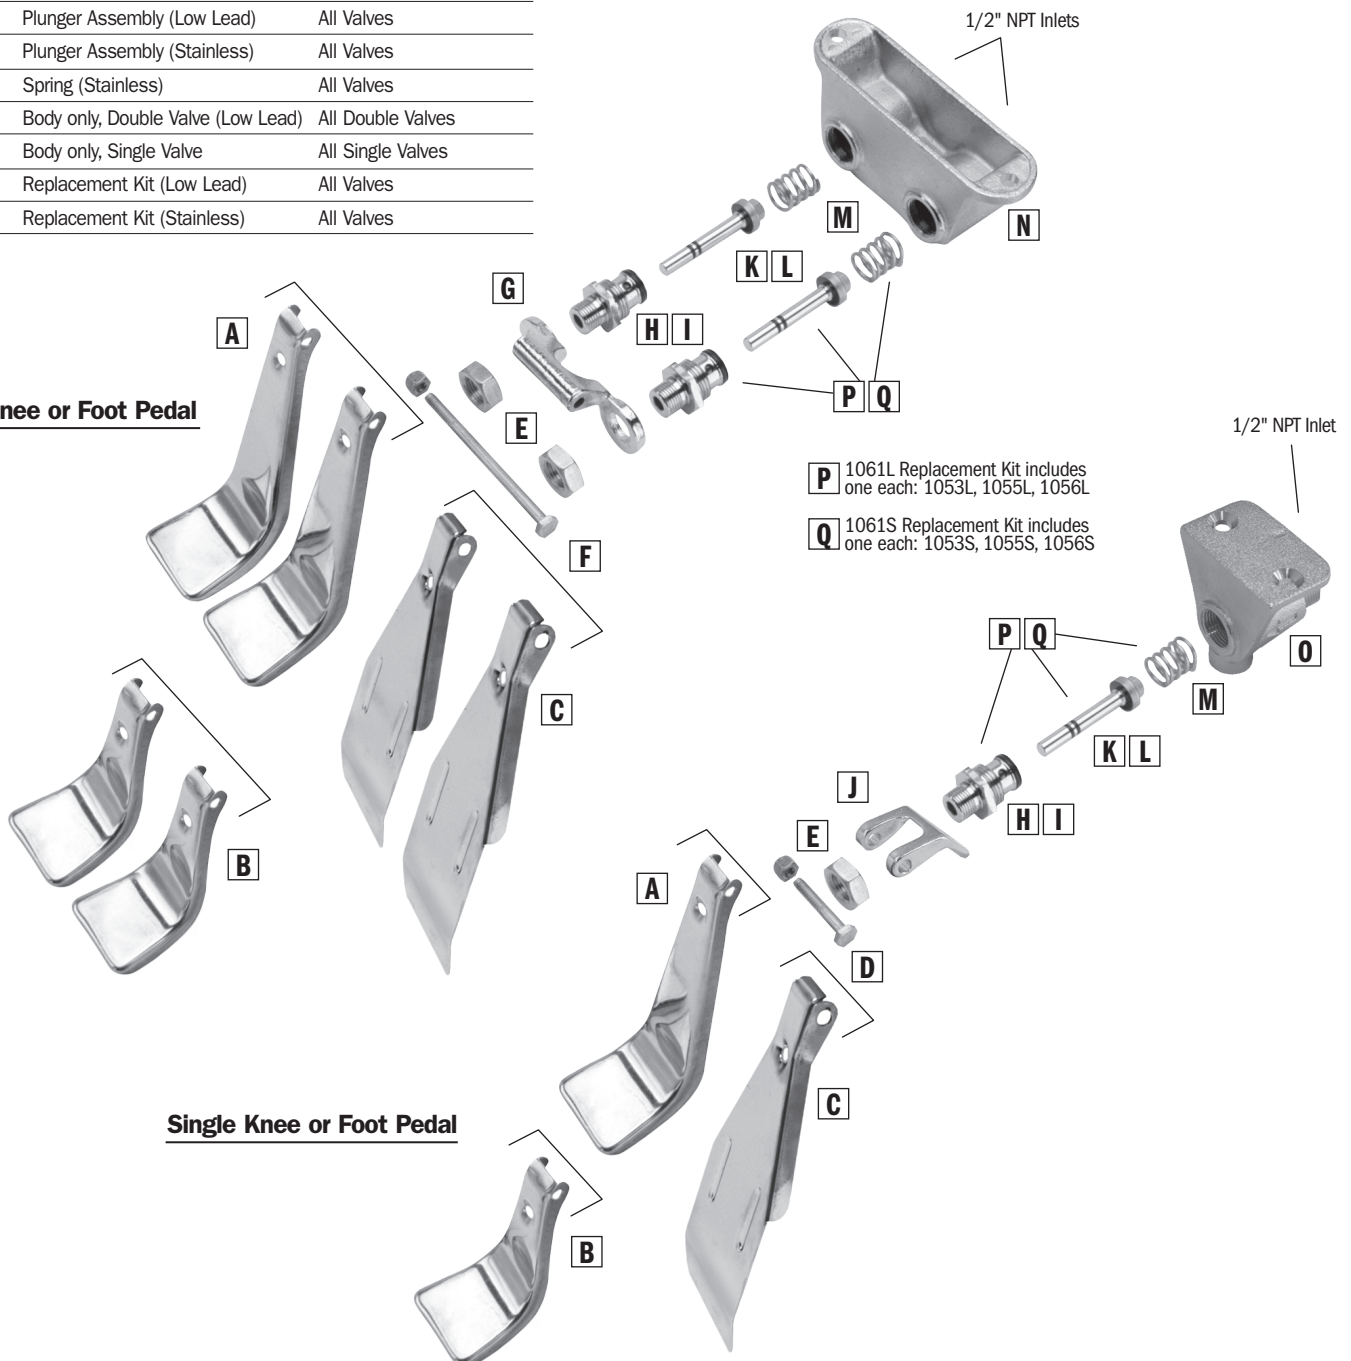 Plunger Assembly (Low Lead) All Valves
Plunger Assembly (Stainless) All Valves
Spring (Stainless) All Valves
Body only, Double Valve (Low Lead) All Double Valves
Body only, Single Valve All Single Valves
Replacement Kit (Low Lead) All Valves
Replacement Kit (Stainless) All Valves
1/2" NPT Inlets
M
N
K L
G
H I
A
P Q
nee or Foot Pedal
E
1/2" NPT Inlet
P 1061L Replacement Kit includes
one each: 1053L, 1055L, 1056L
Q 1061S Replacement Kit includes
one each: 1053S, 1055S, 1056S
F
P Q
O
M
C
K L
J
H I
E
B
A
D
C
Single Knee or Foot Pedal
B